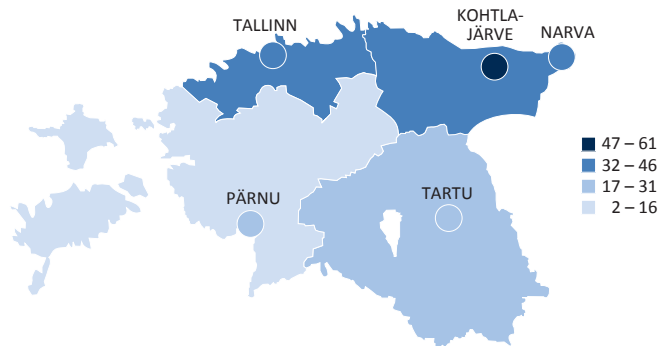 TALLINN
KOHTLA-
JÄRVE
NARVA
PÄRNU
TARTU
47 – 61
32 – 46
17 – 31
2 – 16